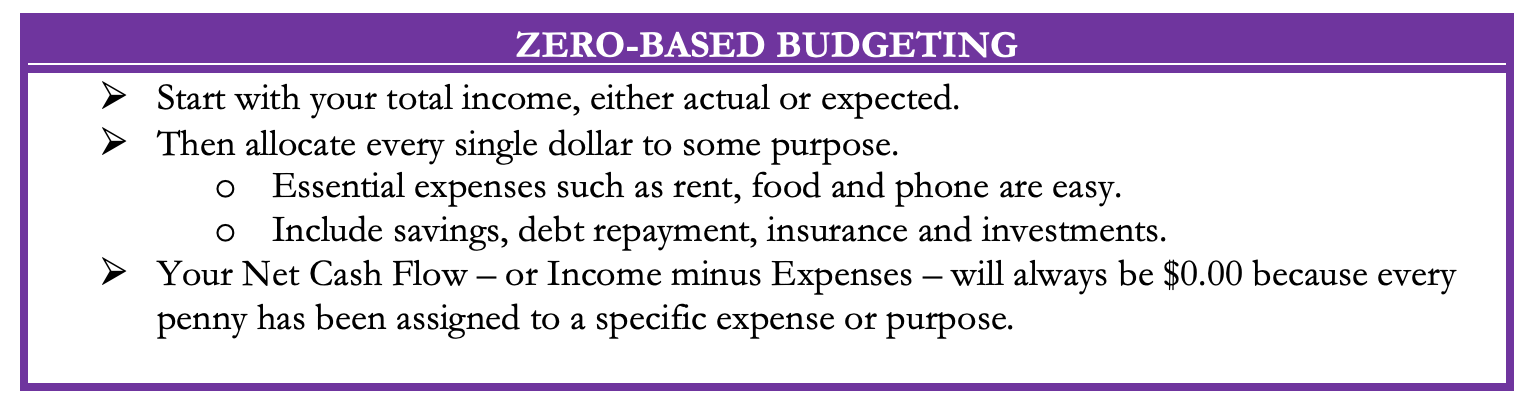 ZERO-BASED BUDGETING
➢ Start with your total income, either actual or expected.
➢ Then allocate every single dollar to some purpose.
o Essential expenses such as rent, food and phone are easy.
o Include savings, debt repayment, insurance and investments.
➢ Your Net Cash Flow – or Income minus Expenses – will always be $0.00 because every
penny has been assigned to a specific expense or purpose.